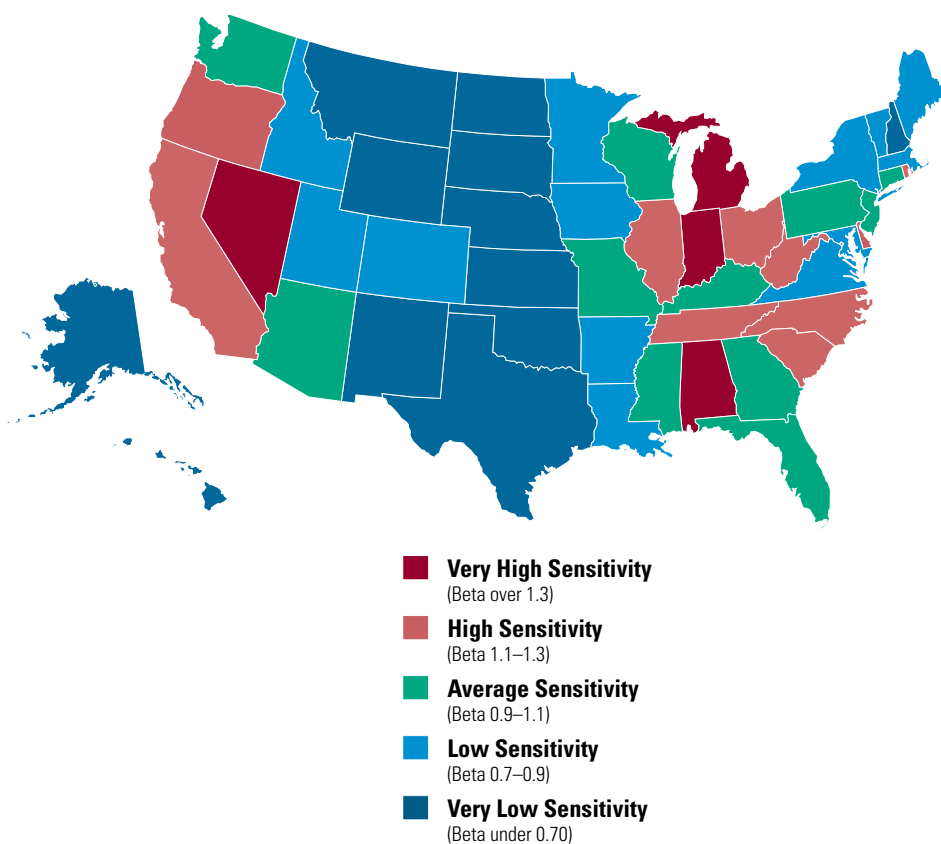 Very High Sensitivity
(Beta over 1.3)
High Sensitivity
(Beta 1.1–1.3)
Average Sensitivity
(Beta 0.9–1.1)
Low Sensitivity
(Beta 0.7–0.9)
Very Low Sensitivity
(Beta under 0.70)